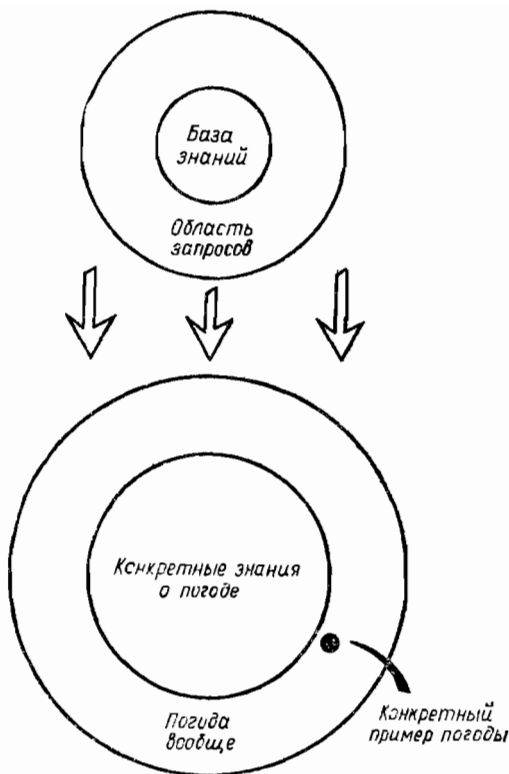 База
знаний
Область
запросов
Конкретные знания
о погоде
Погода
вообще
Конкретный
пример погоды